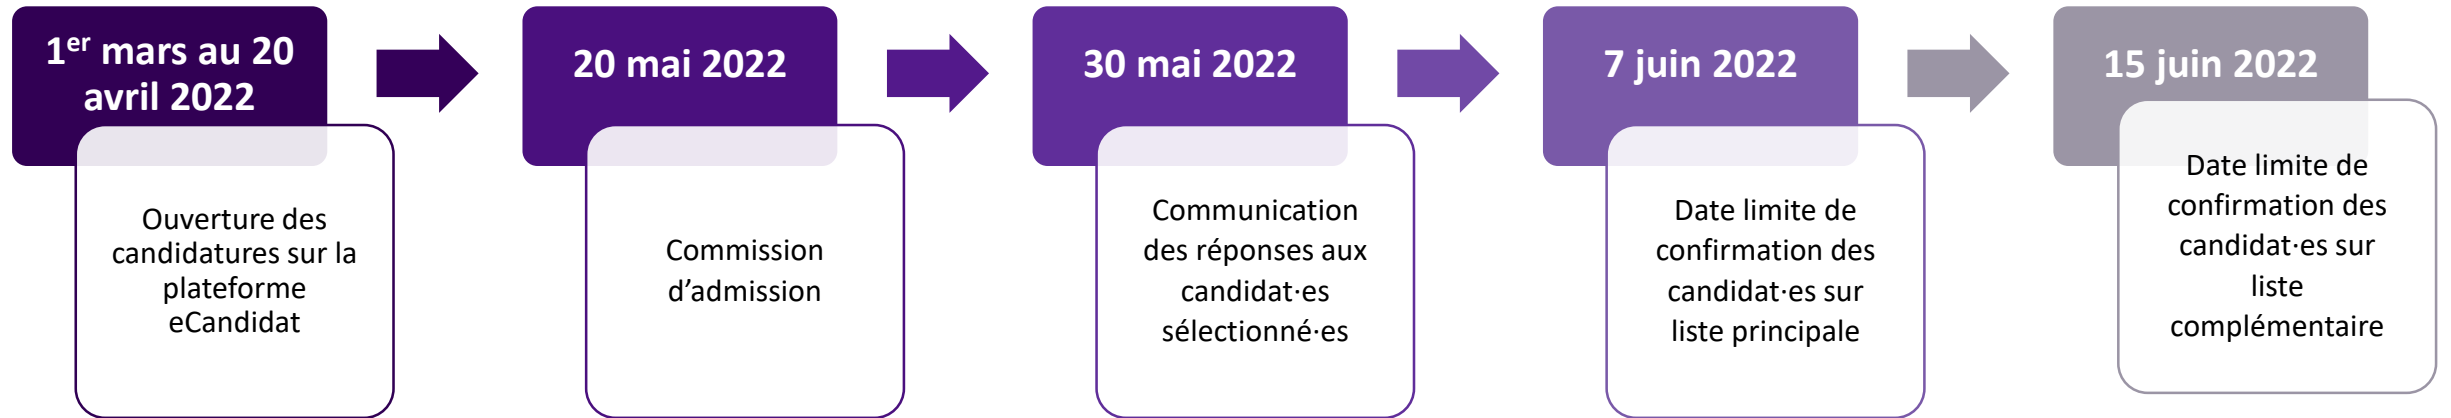 1er mars au 20
avril 2022
Ouverture des
candidatures sur la
plateforme
eCandidat
20 mai 2022
Commission
d’admission
30 mai 2022
Communication
des réponses aux
candidat·es
sélectionné·es
7 juin 2022
Date limite de
confirmation des
candidat·es sur
liste principale
15 juin 2022
Date limite de
confirmation des
candidat·es sur
liste
complémentaire